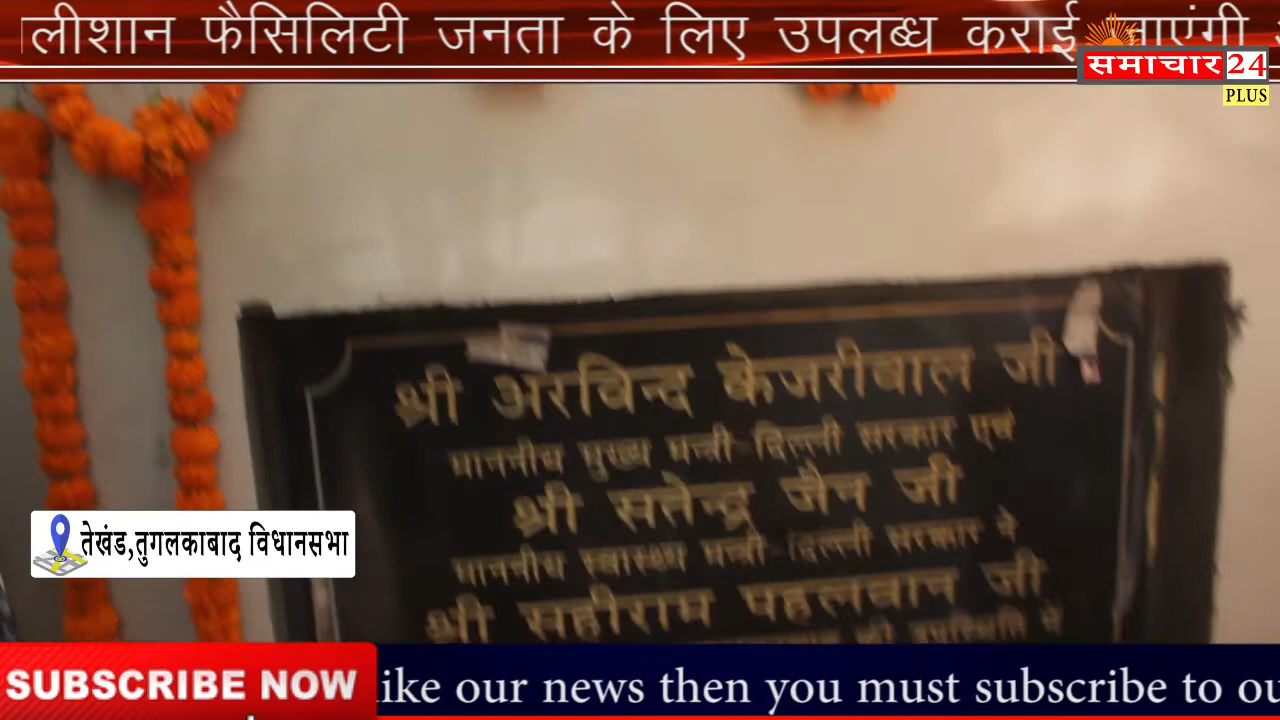 लीशान फैसिलिटी जनता के लिए उपलब्ध कराई जाएंगी
समाचार 24
PLUS
श्री अरविन्द केजरीवाल जी
माननीय मुख्य मन्त्री दिल्ली सरकार एवं
श्री सतेन्द्र जैन जी
माननीय स्वास्थ्य मन्त्री दिल्ली सरकार ने
श्री सहीराम पहलवान जी
की उपस्थिति में
तेखंड,तुगलकाबाद विधानसभा
SUBSCRIBE NOW
ike our news then you must subscribe to ou